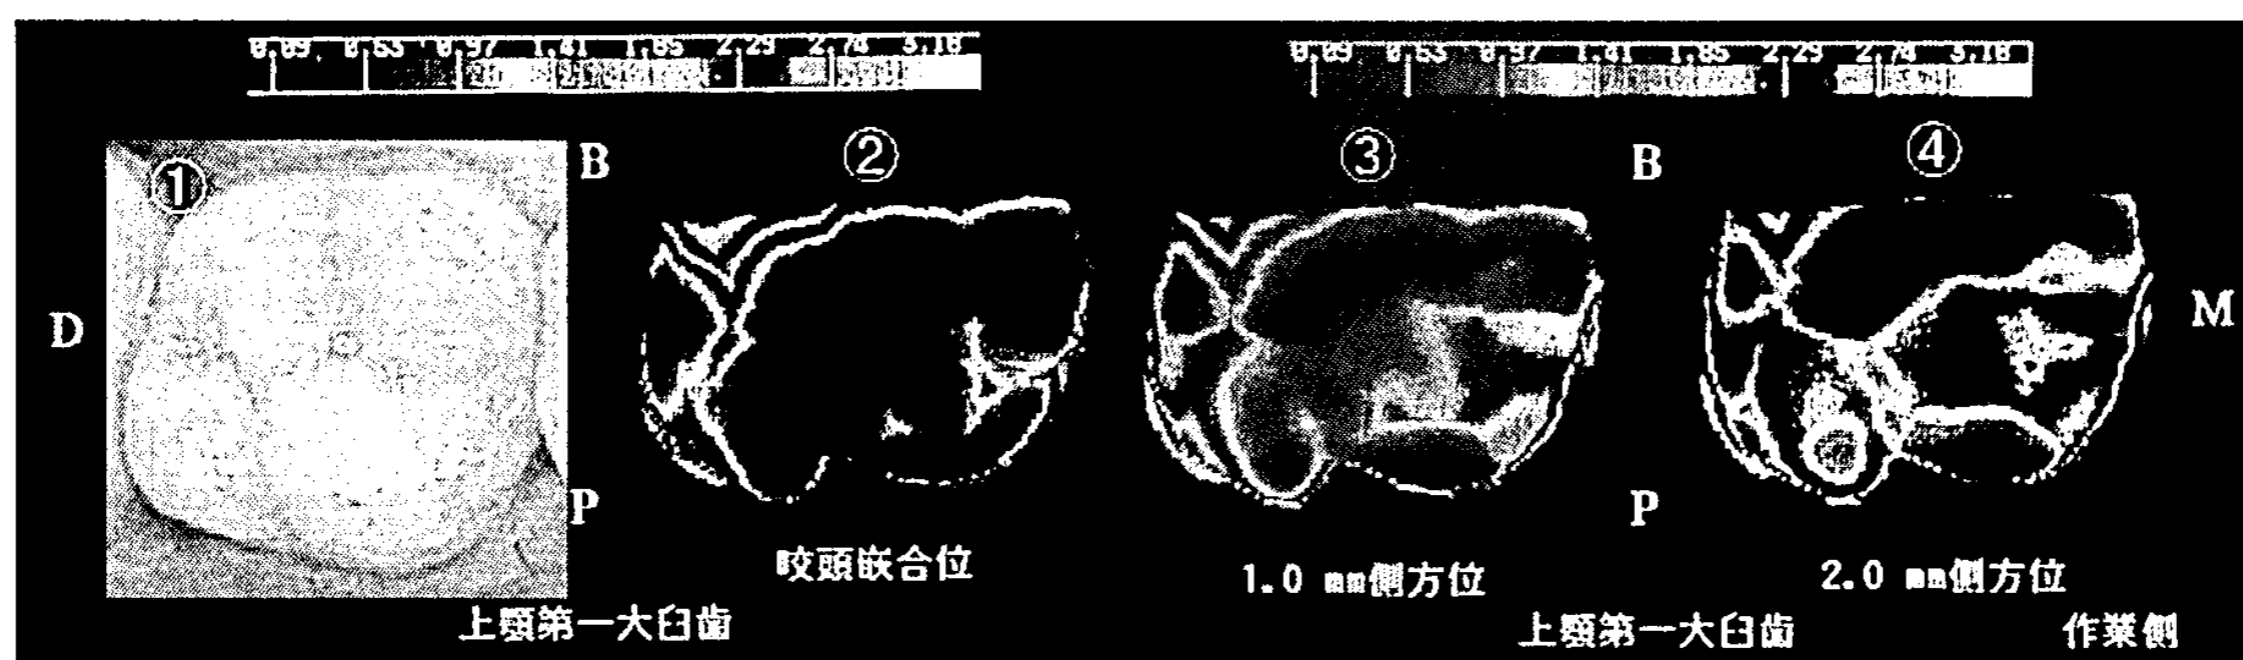 0.09 0.53 0.97 1.41 1.85 2.29 2.74 3.18
0.09 0.53 0.97 1.41 1.85 2.29 2.74 3.18
① B ② ③ B ④
D M
P P
咬頭嵌合位
1.0 mm側方位
2.0 mm側方位
上顎第一大臼歯
上顎第一大臼歯
作業側